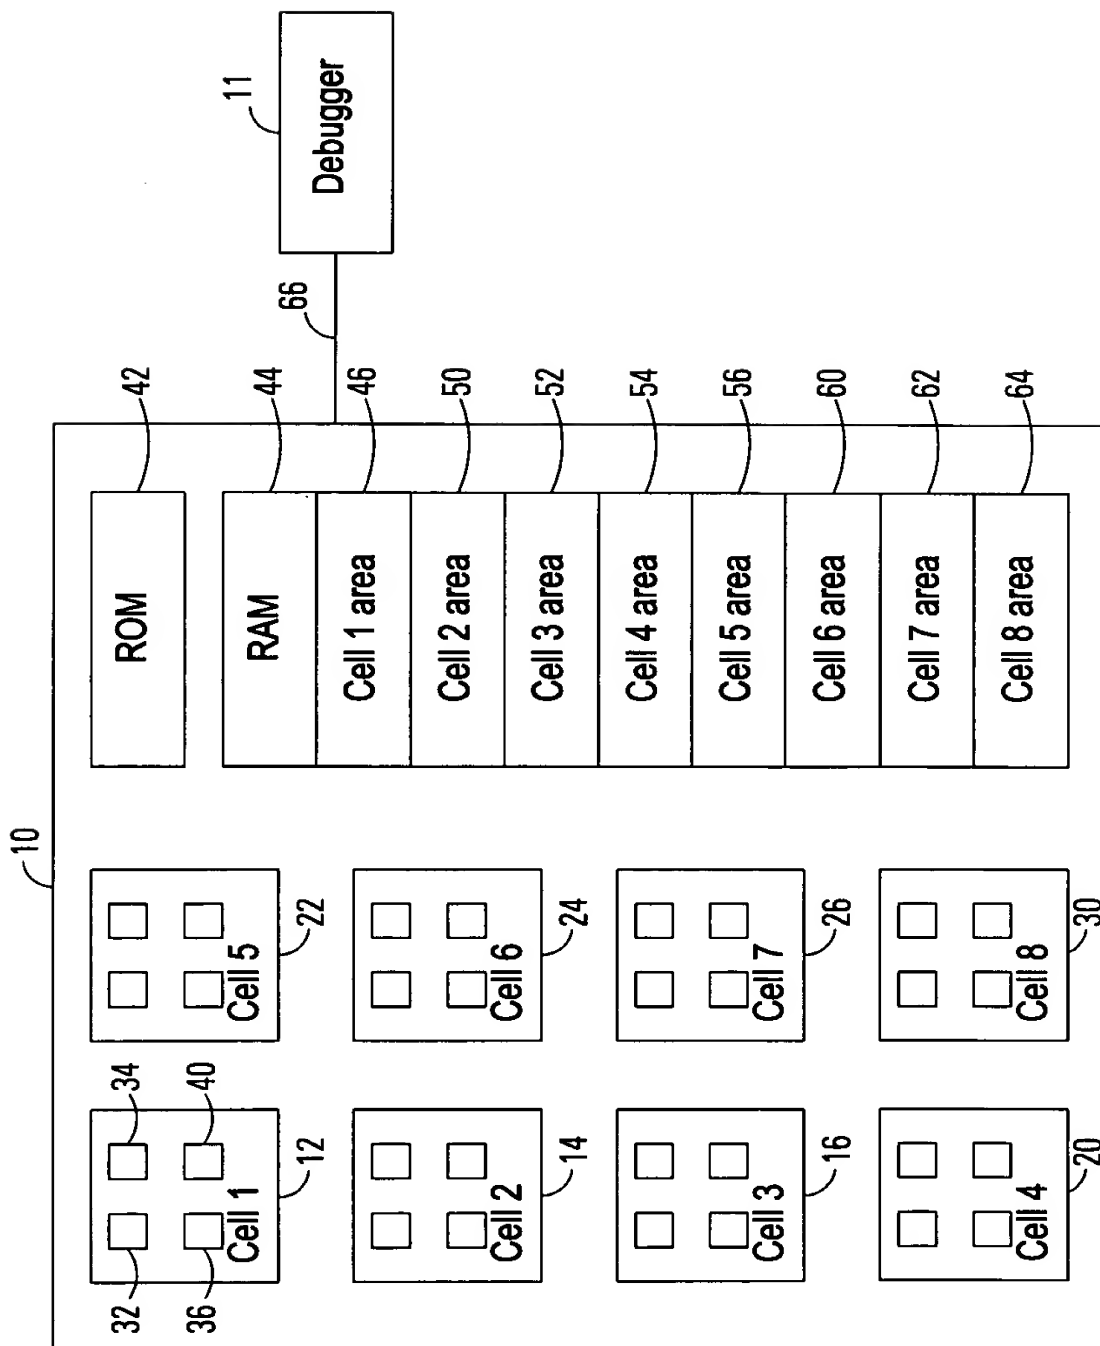 10
32
34
36
40
Cell 1
12
Cell 5
22
Cell 2
14
Cell 6
24
Cell 3
16
Cell 7
26
Cell 4
20
Cell 8
30
ROM
42
RAM
44
Cell 1 area
46
Cell 2 area
50
Cell 3 area
52
Cell 4 area
54
Cell 5 area
56
Cell 6 area
60
Cell 7 area
62
Cell 8 area
64
66
Debugger
11